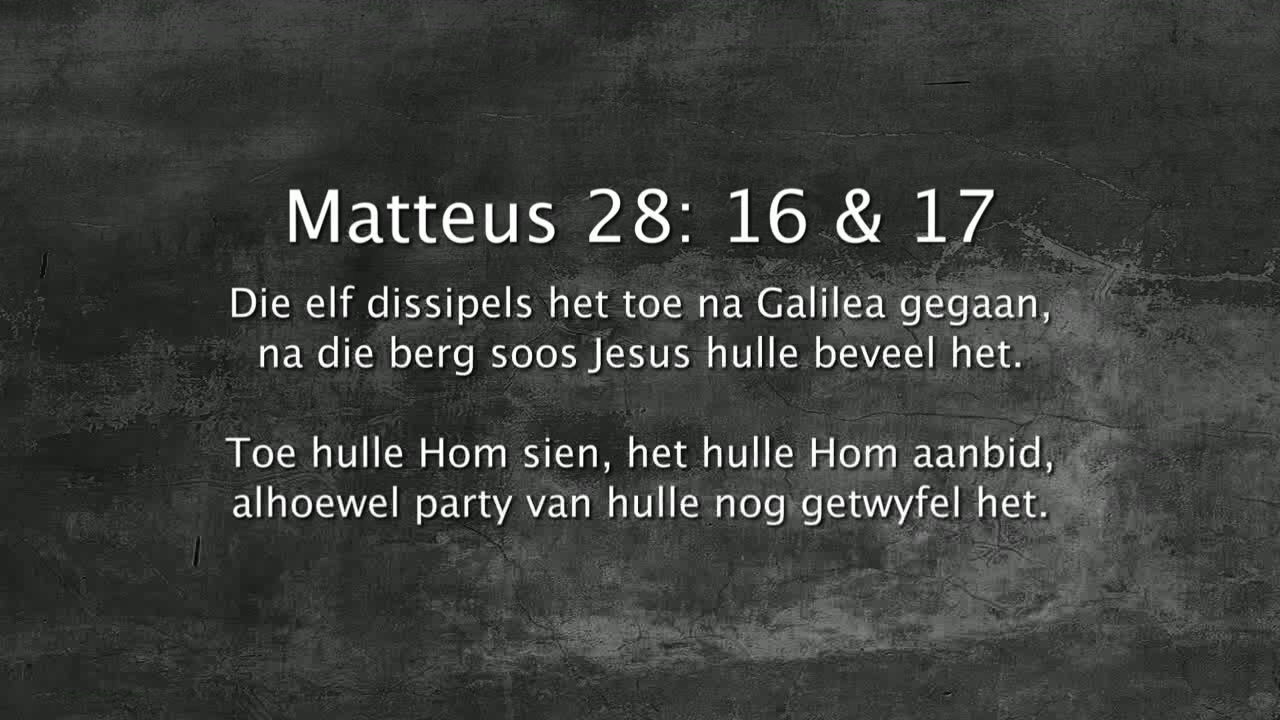 Matteus 28: 16 & 17
Die elf dissipels het toe na Galilea gegaan,
na die berg soos Jesus hulle beveel het.
Toe hulle Hom sien, het hulle Hom aanbid,
alhoewel party van hulle nog getwyfel het.